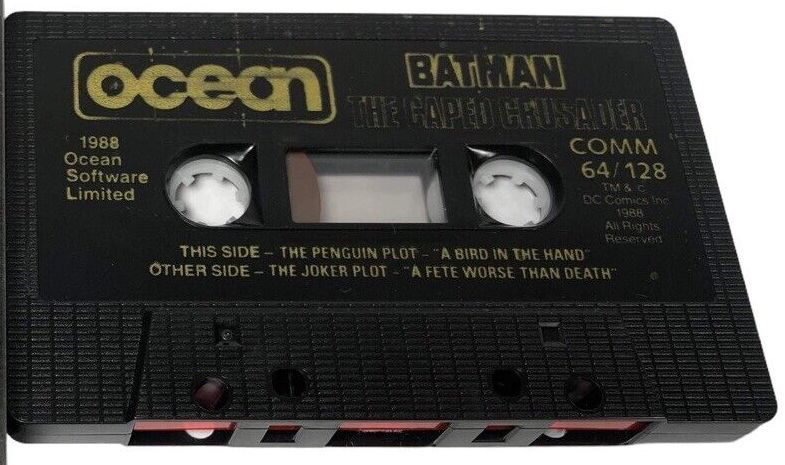 ocean
BATMAN
THE CAPED CRUSADER
1988
Ocean
Software
Limited
COMM
64/128
TM & c
DC Comics Inc
1988
All Rights
Reserved
THIS SIDE – THE PENGUIN PLOT – "A BIRD IN THE HAND"
OTHER SIDE – THE JOKER PLOT – "A FETE WORSE THAN DEATH"